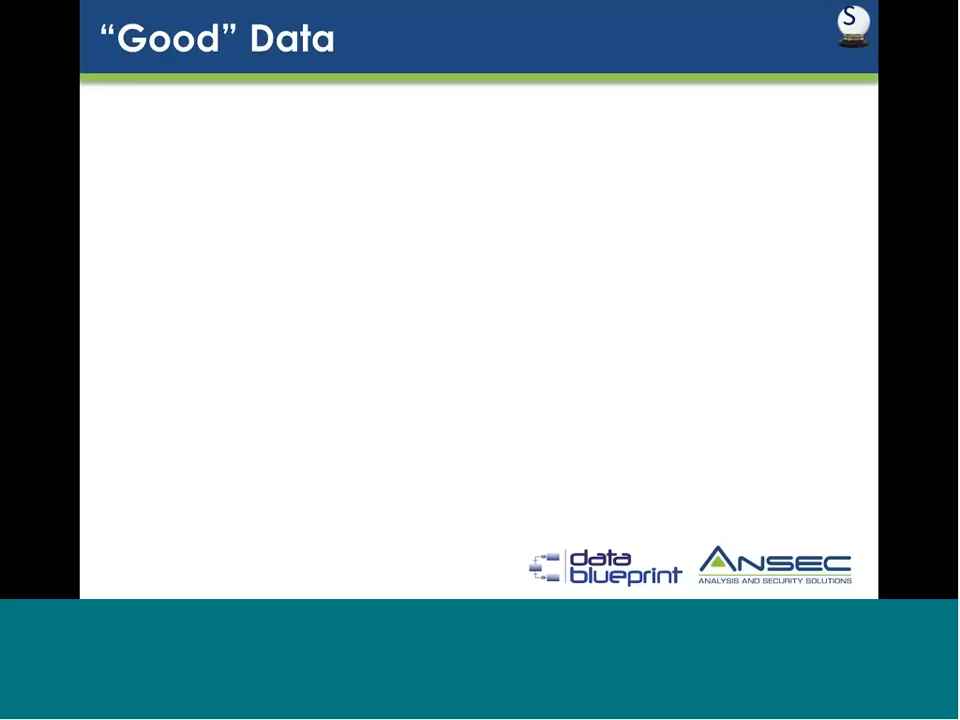 “Good” Data
S
data
blueprint
ANSEC
ANALYSIS AND SECURITY SOLUTIONS